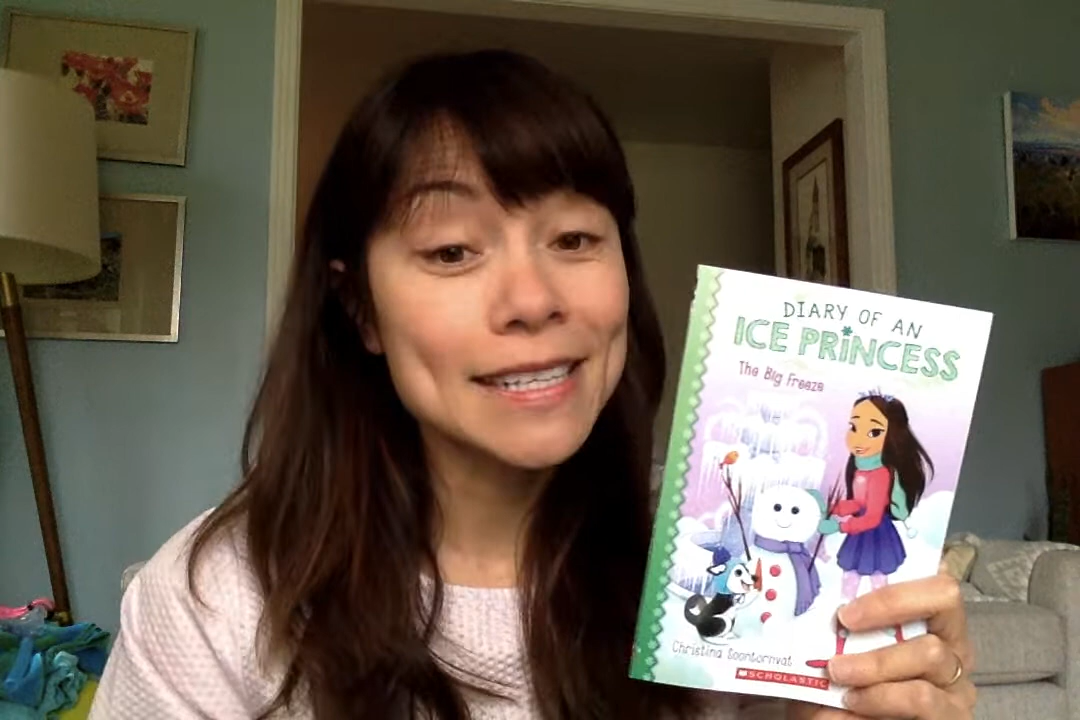 DIARY OF AN
ICE PRINCESS
The Big Freeze
Christina Soontornvat
SCHOLASTIC